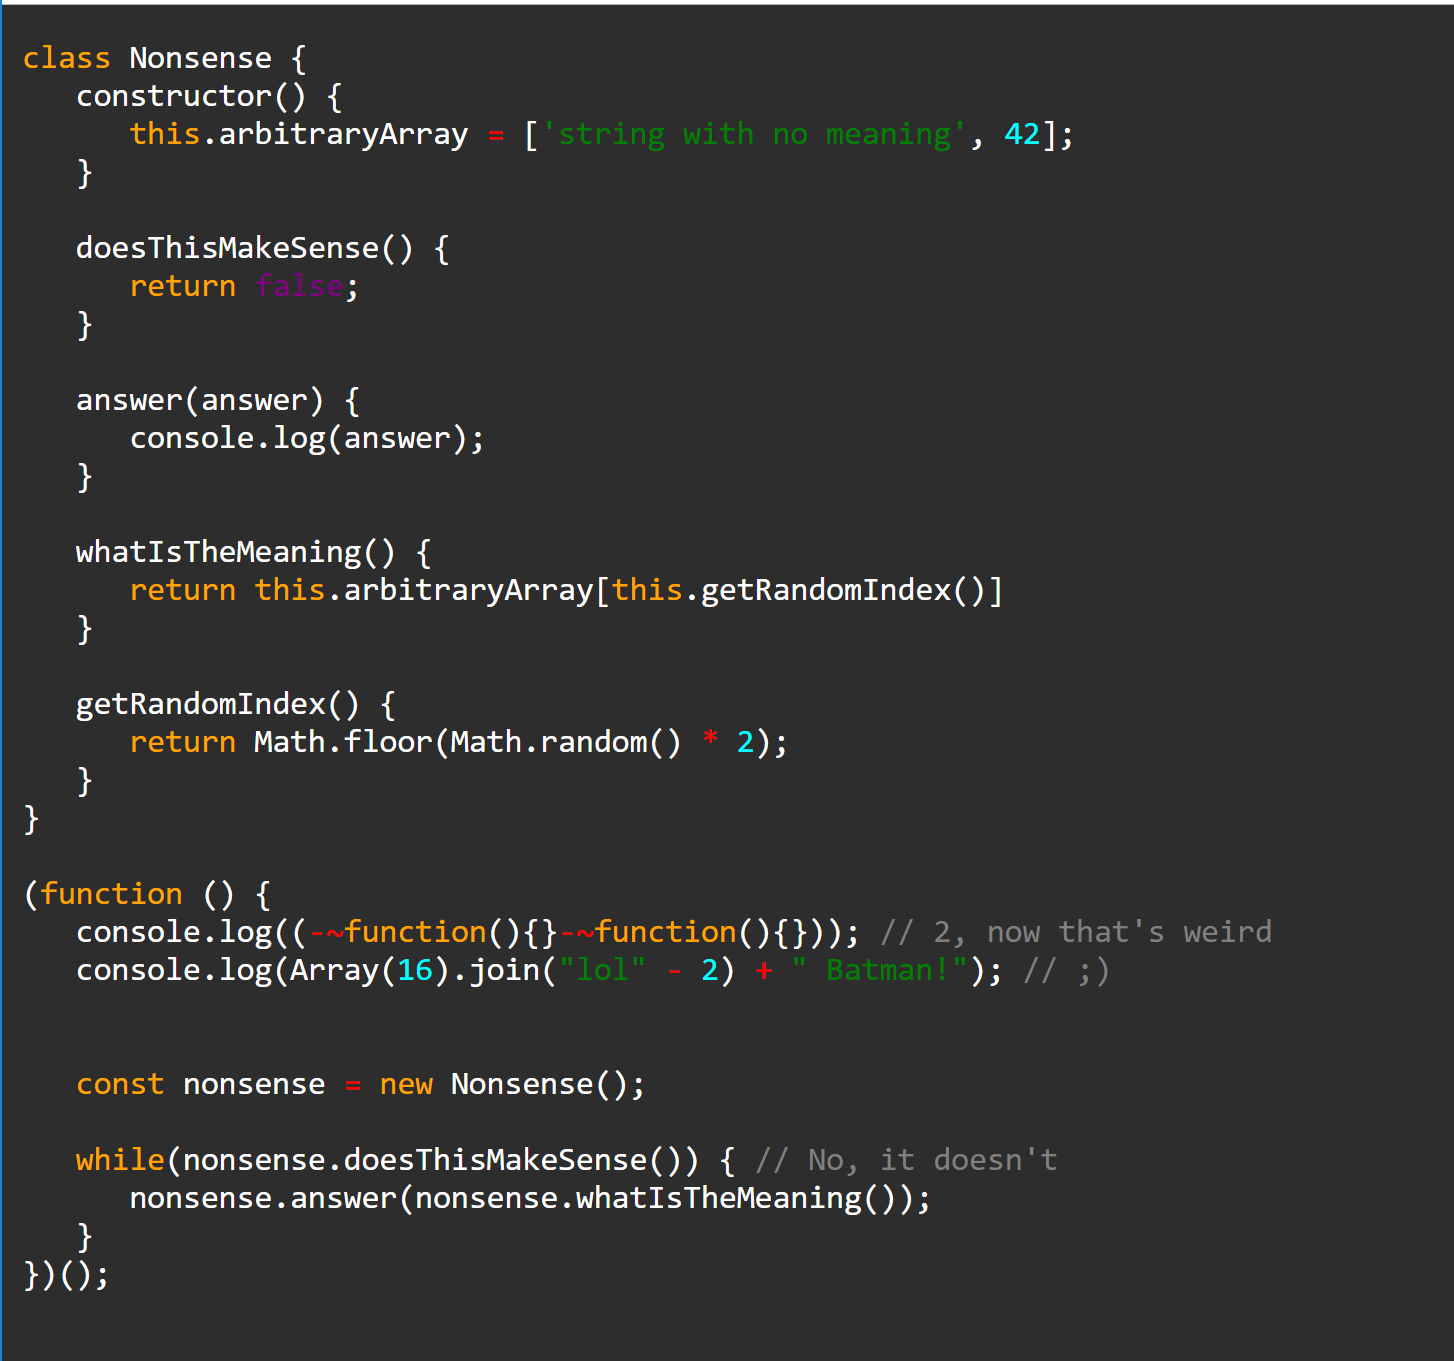 class Nonsense {
   constructor() {
      this.arbitraryArray = ['string with no meaning', 42];
   }

   doesThisMakeSense() {
      return false;
   }

   answer(answer) {
      console.log(answer);
   }

   whatIsTheMeaning() {
      return this.arbitraryArray[this.getRandomIndex()]
   }

   getRandomIndex() {
      return Math.floor(Math.random() * 2);
   }
}

(function () {
   console.log((-~function(){}-~function(){})); // 2, now that's weird
   console.log(Array(16).join("lol" - 2) + " Batman!"); // ;)


   const nonsense = new Nonsense();

   while(nonsense.doesThisMakeSense()) { // No, it doesn't
      nonsense.answer(nonsense.whatIsTheMeaning());
   }
})();